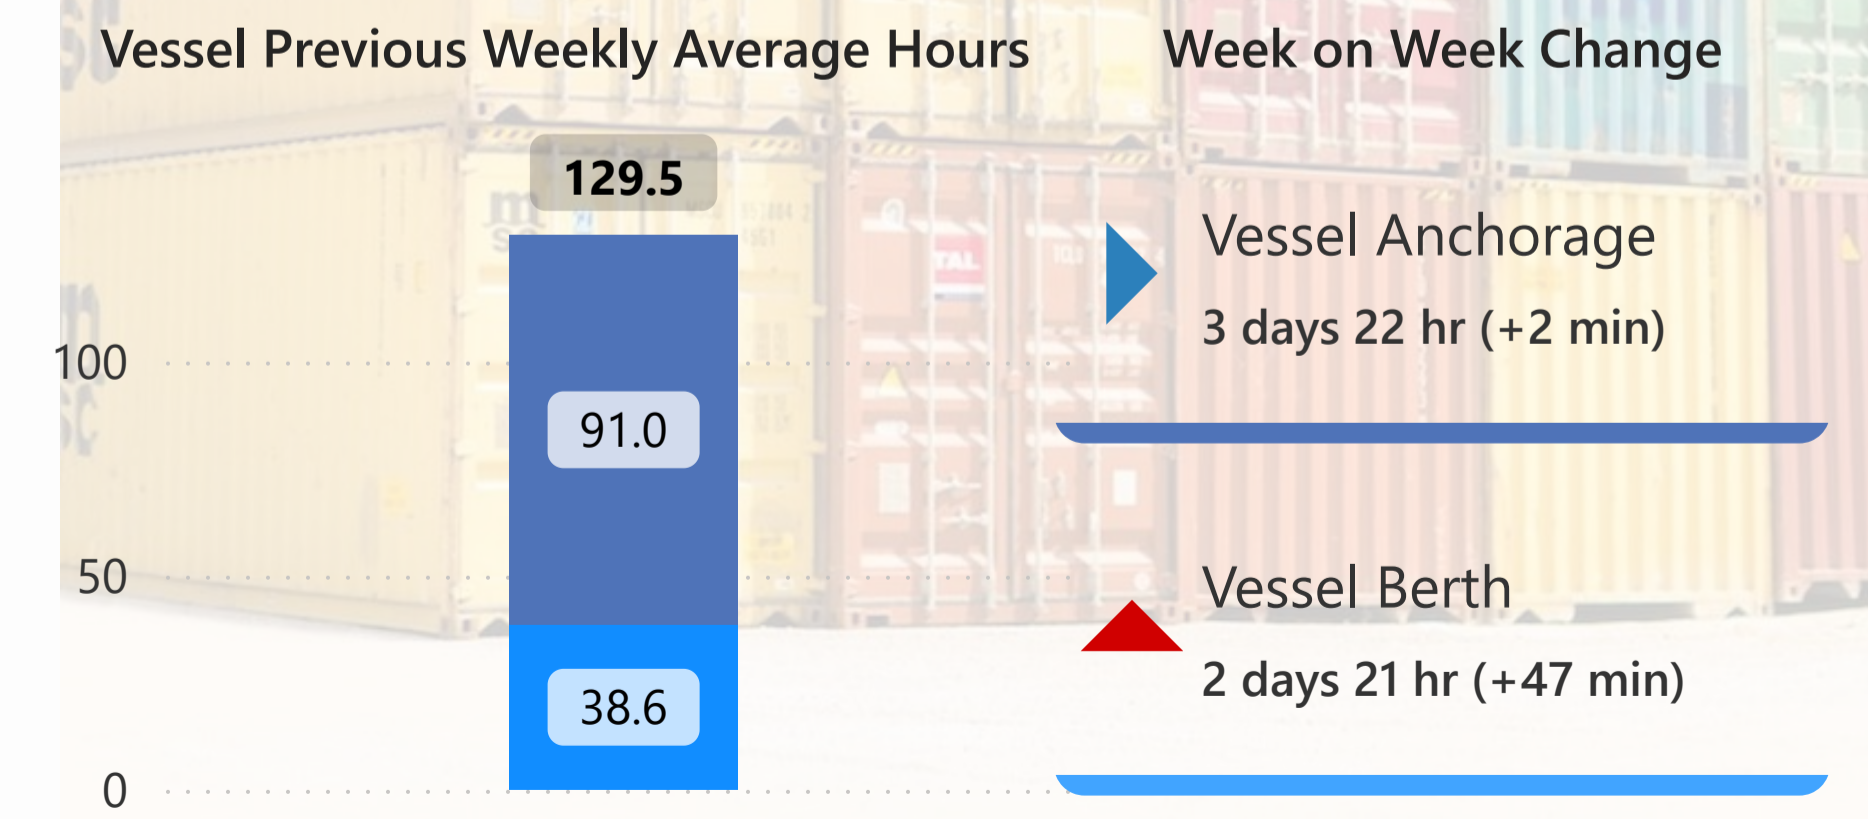 Vessel Previous Weekly Average Hours
Week on Week Change
129.5
100
91.0
50
38.6
0
Vessel Anchorage
3 days 22 hr (+2 min)
Vessel Berth
2 days 21 hr (+47 min)
TAL